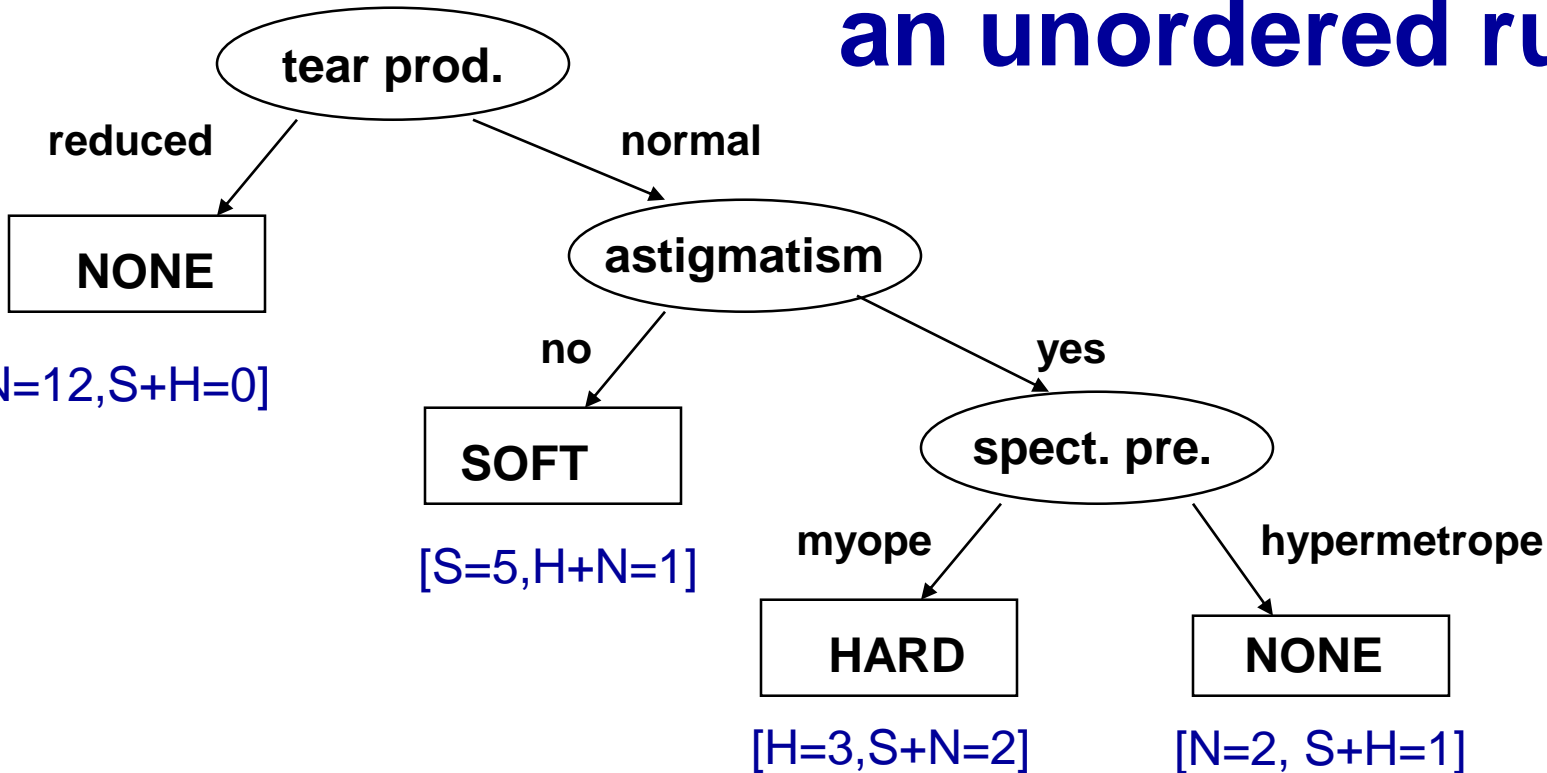 an unordered ru
tear prod.
reduced
normal
NONE
astigmatism
N=12,S+H=0]
no
yes
SOFT
spect. pre.
[S=5,H+N=1]
myope
hypermetrope
HARD
NONE
[H=3,S+N=2]
[N=2, S+H=1]